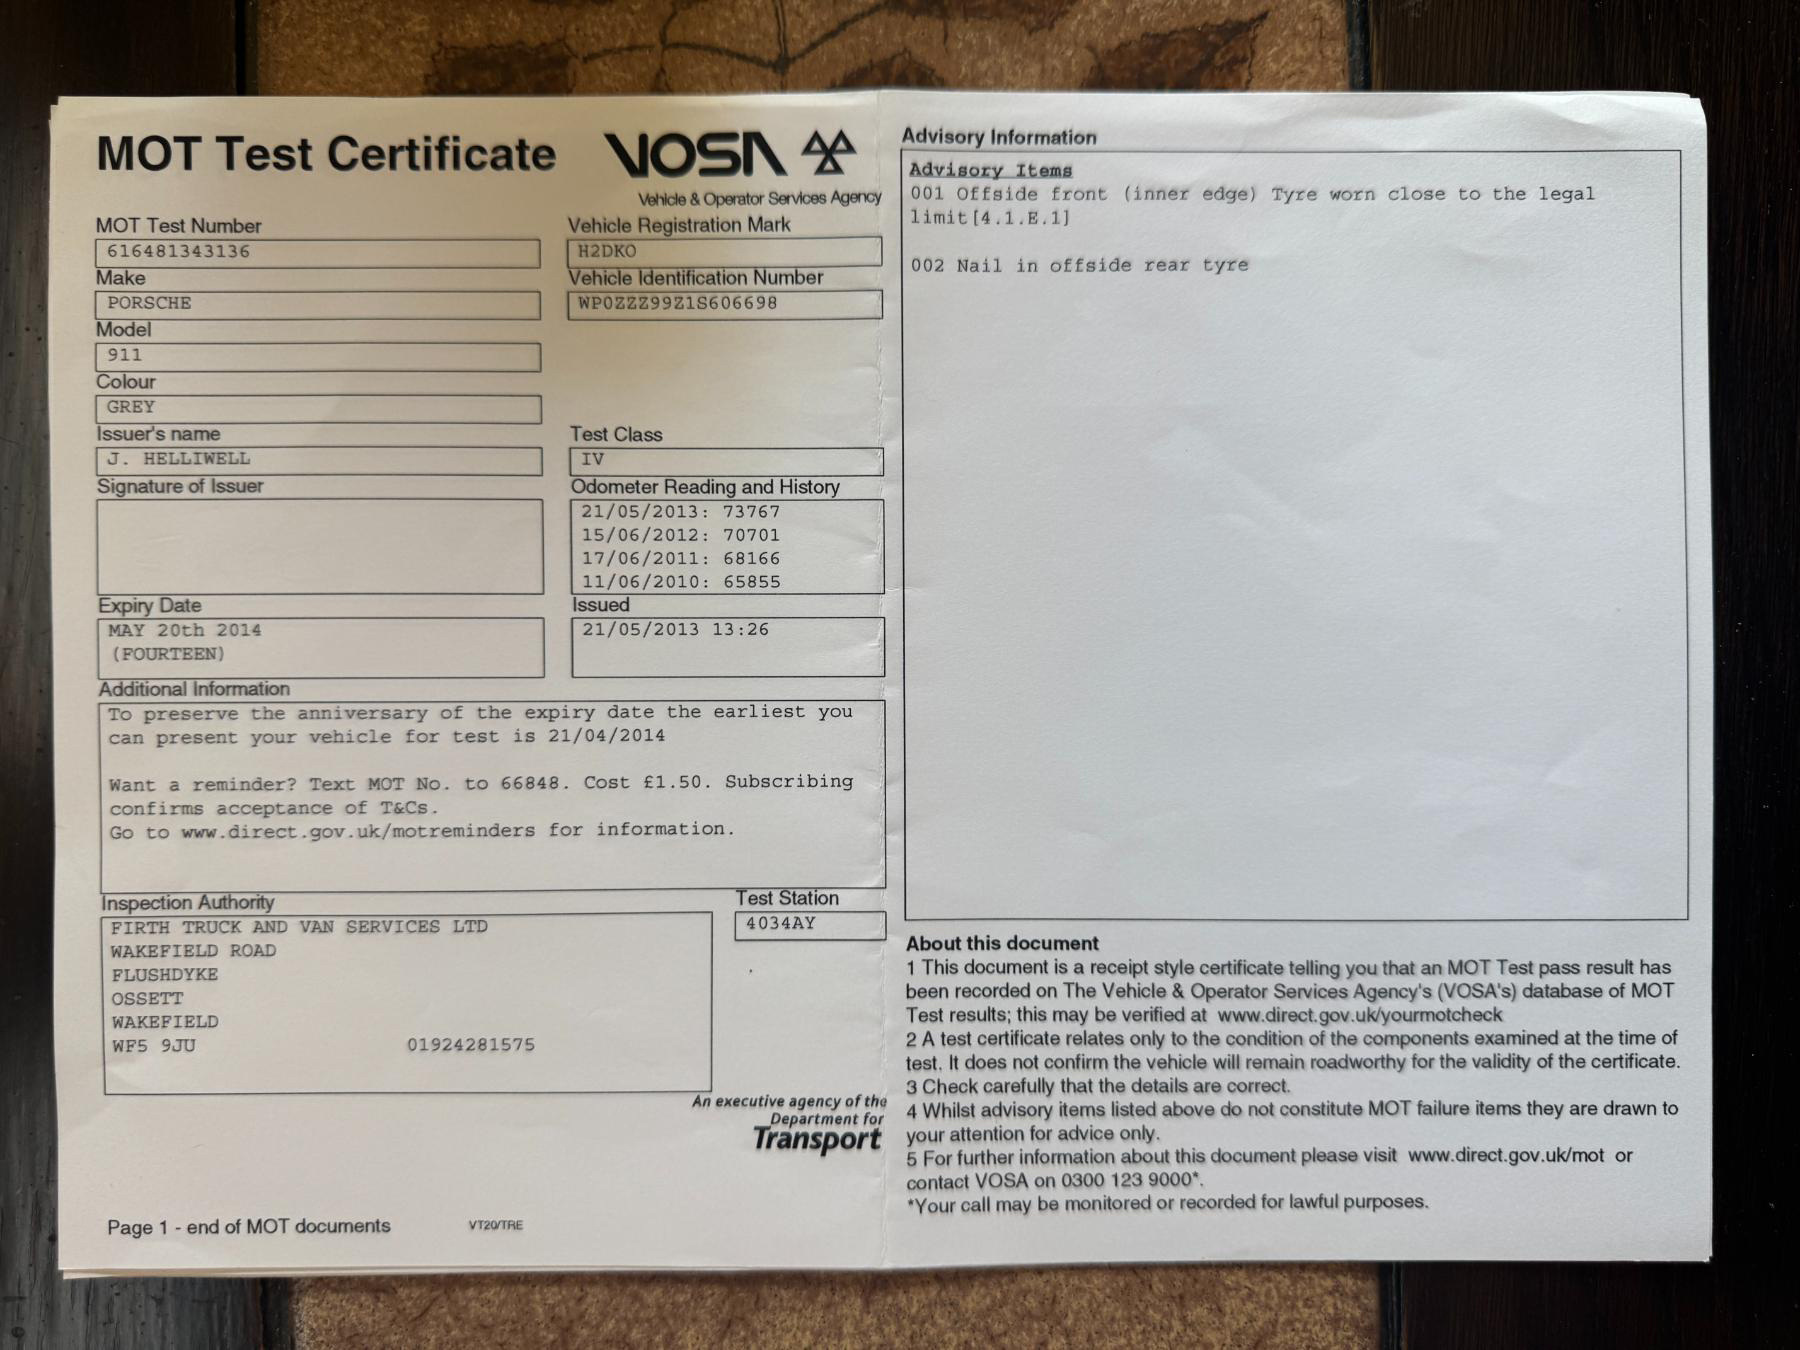 MOT Test Certificate
VOSA
Vehicle & Operator Services Agency
MOT Test Number
616481343136
Vehicle Registration Mark
H2DKO
Make
PORSCHE
Vehicle Identification Number
WP0ZZZ99Z1S606698
Model
911
Colour
GREY
Issuer's name
J. HELLIWELL
Test Class
IV
Signature of Issuer
Odometer Reading and History
21/05/2013: 73767
15/06/2012: 70701
17/06/2011: 68166
11/06/2010: 65855
Expiry Date
MAY 20th 2014
(FOURTEEN)
Issued
21/05/2013 13:26
Additional Information
To preserve the anniversary of the expiry date the earliest you
can present your vehicle for test is 21/04/2014
Want a reminder? Text MOT No. to 66848. Cost £1.50. Subscribing
confirms acceptance of T&Cs.
Go to www.direct.gov.uk/motreminders for information.
Inspection Authority
FIRTH TRUCK AND VAN SERVICES LTD
WAKEFIELD ROAD
FLUSHDYKE
OSSETT
WAKEFIELD
WF5 9JU 01924281575
Test Station
4034AY
An executive agency of the
Department for
Transport
Page 1 - end of MOT documents VT20/TRE
Advisory Information
Advisory Items
001 Offside front (inner edge) Tyre worn close to the legal
limit[4.1.E.1]
002 Nail in offside rear tyre
About this document
1 This document is a receipt style certificate telling you that an MOT Test pass result has
been recorded on The Vehicle & Operator Services Agency's (VOSA's) database of MOT
Test results; this may be verified at www.direct.gov.uk/yourmotcheck
2 A test certificate relates only to the condition of the components examined at the time of
test. It does not confirm the vehicle will remain roadworthy for the validity of the certificate.
3 Check carefully that the details are correct.
4 Whilst advisory items listed above do not constitute MOT failure items they are drawn to
your attention for advice only.
5 For further information about this document please visit www.direct.gov.uk/mot or
contact VOSA on 0300 123 9000*.
*Your call may be monitored or recorded for lawful purposes.